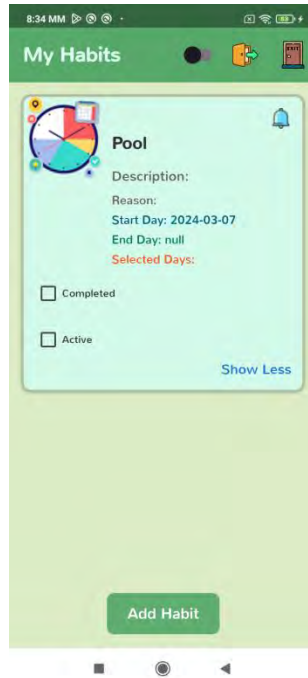 8:34 MM
My Habits
EXIT
Pool
Description:
Reason:
Start Day: 2024-03-07
End Day: null
Selected Days:
Completed
Active
Show Less
Add Habit